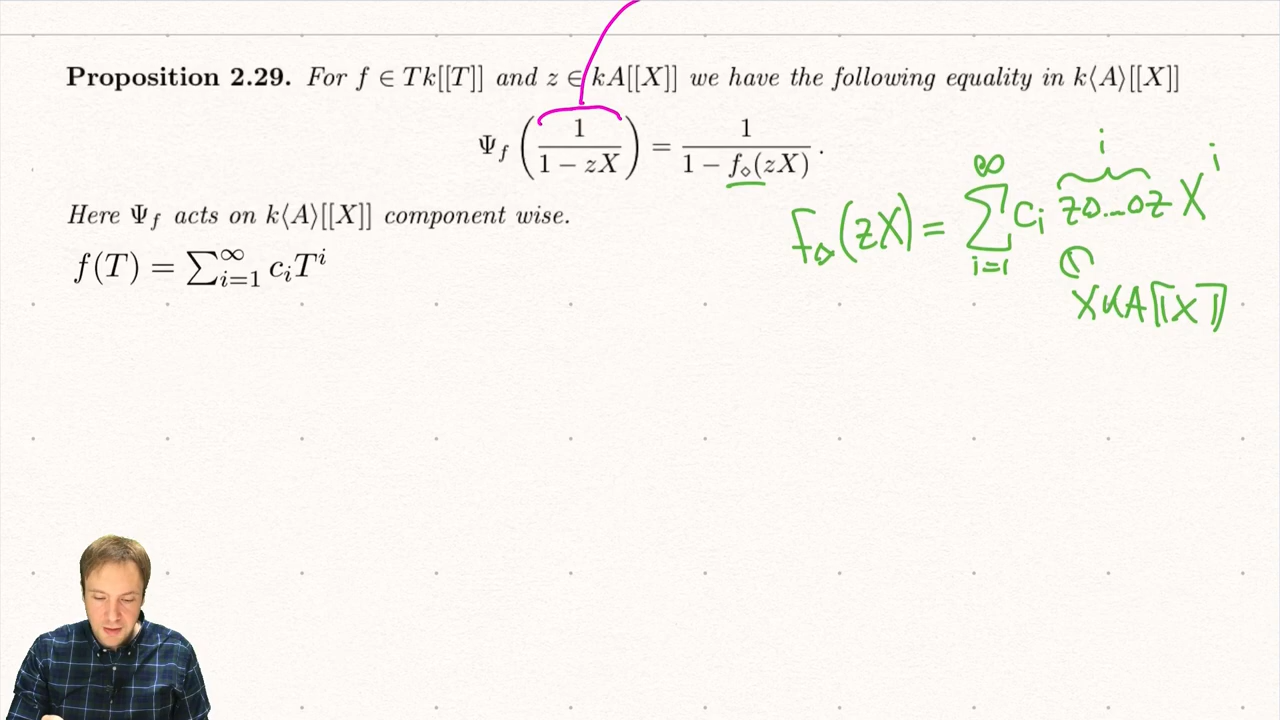 Proposition 2.29. For f ∈ Tk[[T]] and z ∈ kA[[X]] we have the following equality in k⟨A⟩[[X]]
Ψ_f ( 1 / (1 − zX) ) = 1 / (1 − f_⋄(zX)) .
Here Ψ_f acts on k⟨A⟩[[X]] component wise.
f(T) = ∑_{i=1}^∞ c_i T^i
f_⋄(zX) = ∑_{i=1}^∞ c_i z⋄...⋄z X^i
i
XkA[[X]]